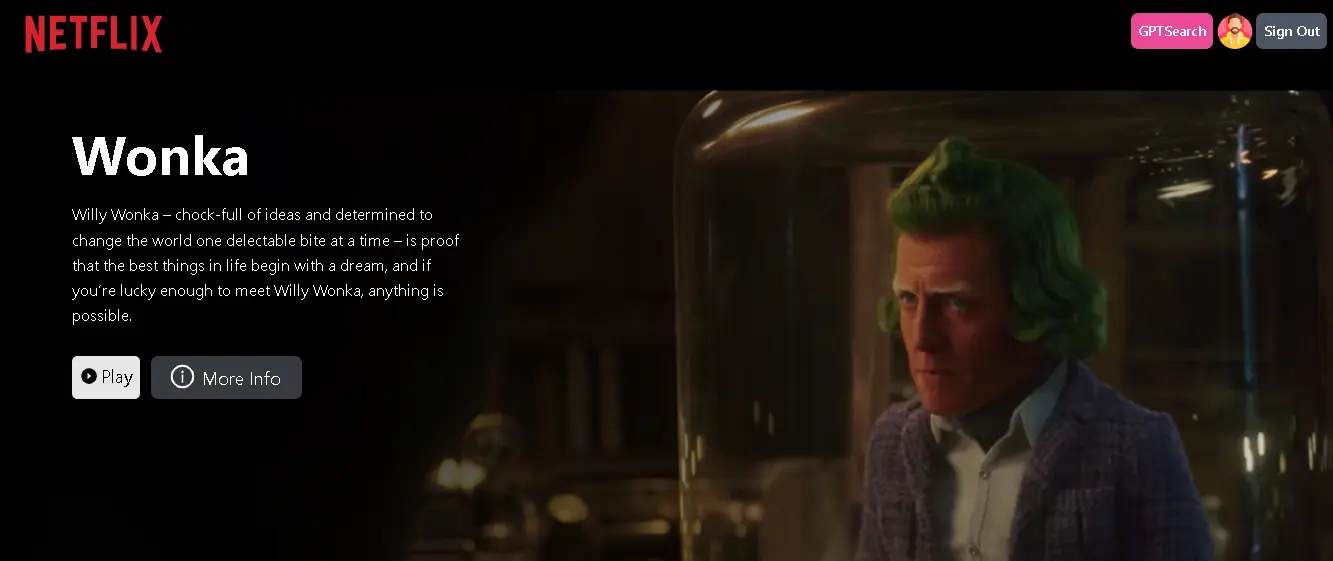 NETFLIX
GPTSearch
Sign Out
Wonka
Willy Wonka – chock-full of ideas and determined to
change the world one delectable bite at a time – is proof
that the best things in life begin with a dream, and if
you’re lucky enough to meet Willy Wonka, anything is
possible.
Play
More Info